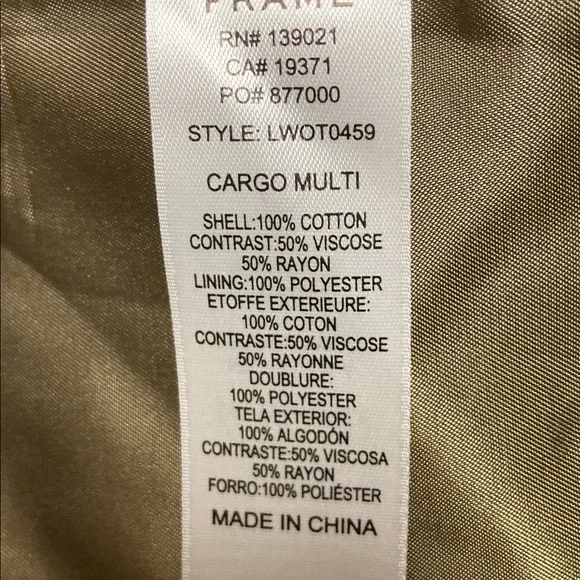 FRAME
RN# 139021
CA# 19371
PO# 877000
STYLE: LWOT0459
CARGO MULTI
SHELL:100% COTTON
CONTRAST:50% VISCOSE
50% RAYON
LINING:100% POLYESTER
ETOFFE EXTERIEURE:
100% COTON
CONTRASTE:50% VISCOSE
50% RAYONNE
DOUBLURE:
100% POLYESTER
TELA EXTERIOR:
100% ALGODÓN
CONTRASTE:50% VISCOSA
50% RAYON
FORRO:100% POLIÉSTER
MADE IN CHINA